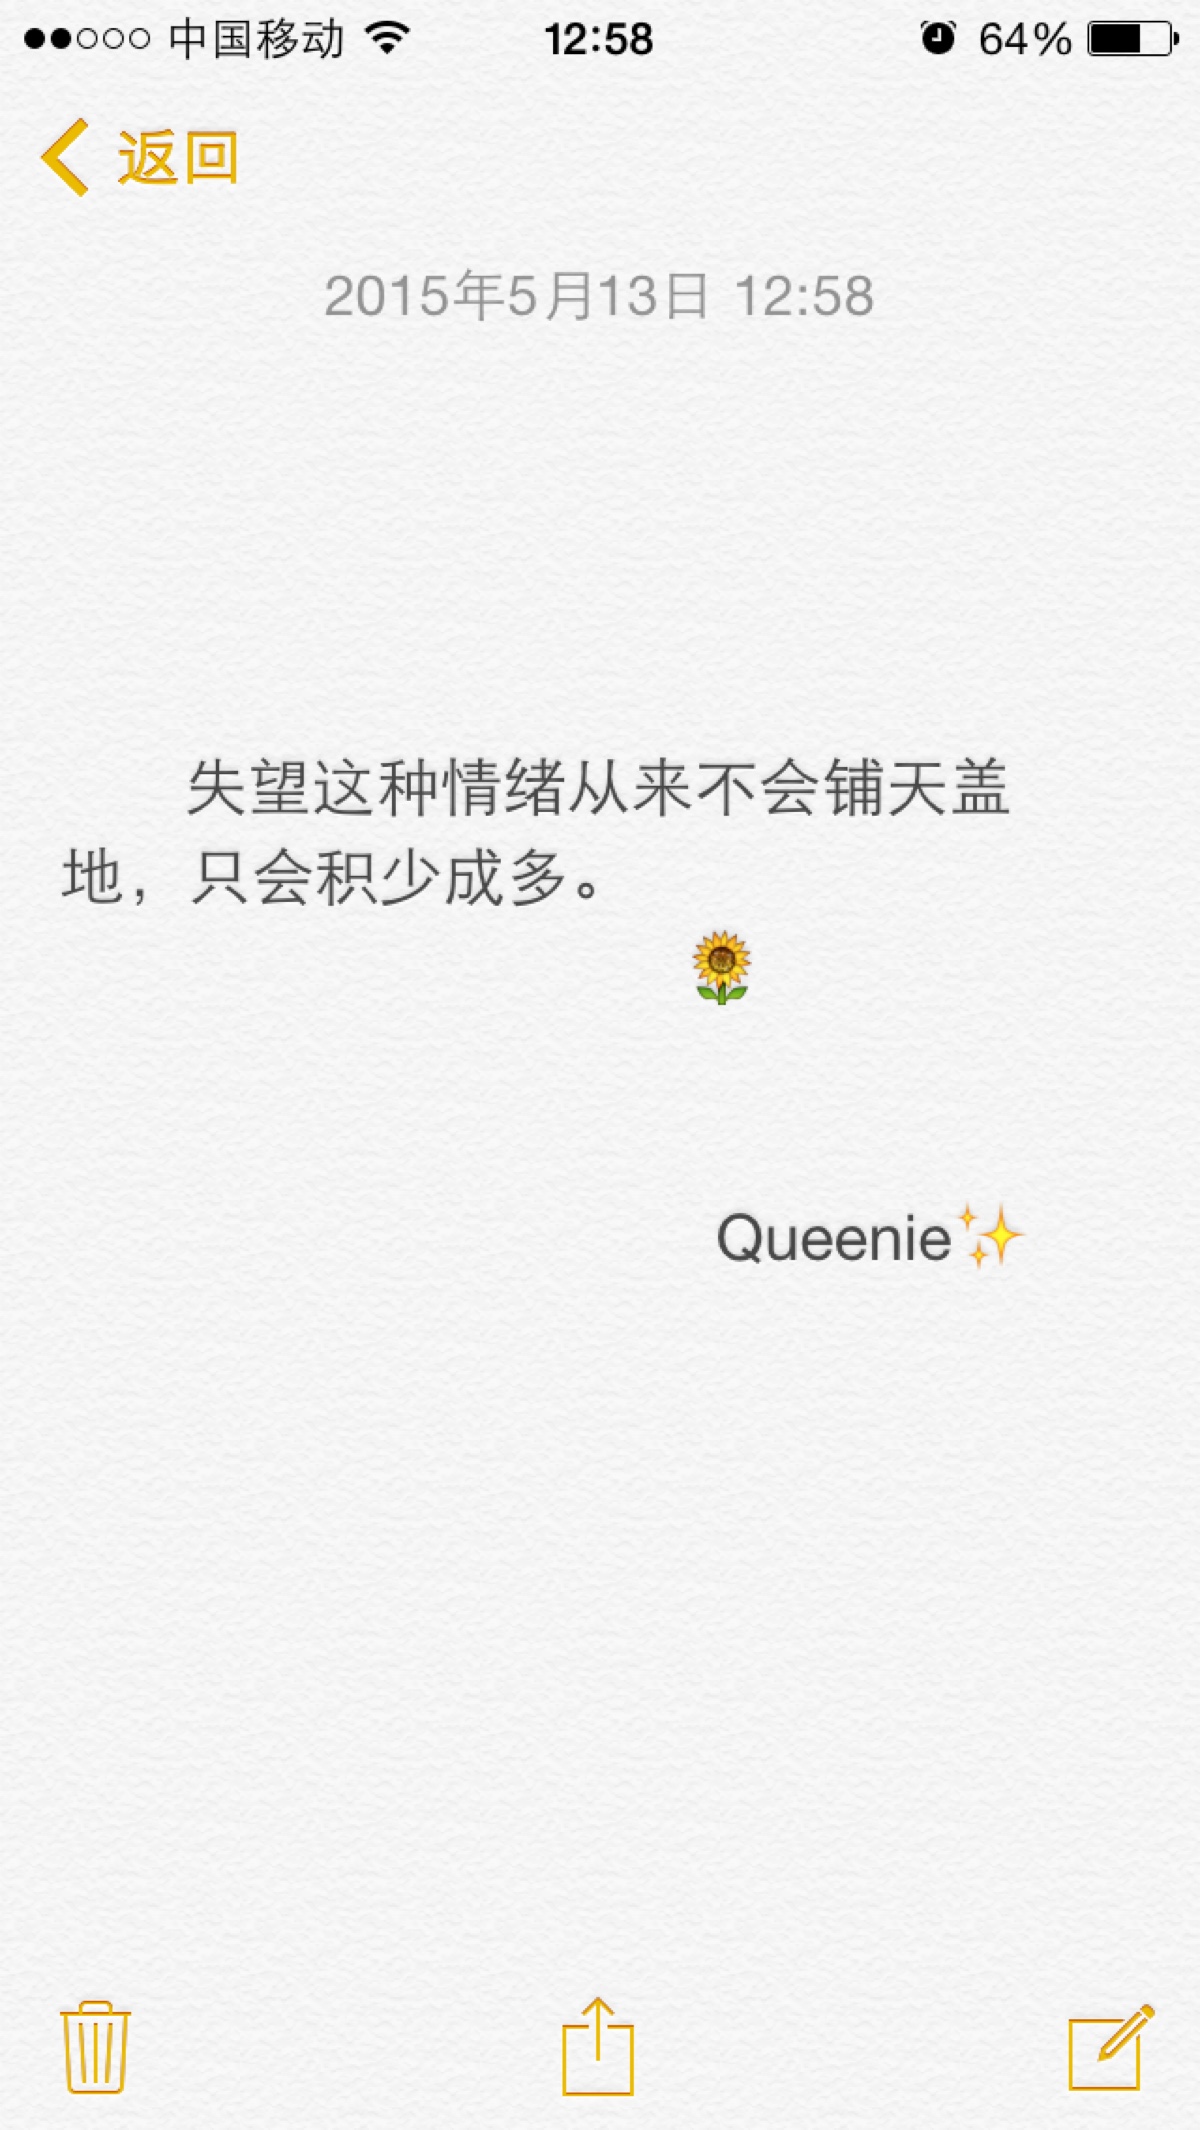 中国移动 12:58 64%
返回
2015年5月13日 12:58
失望这种情绪从来不会铺天盖
地，只会积少成多。
🌻
Queenie✨